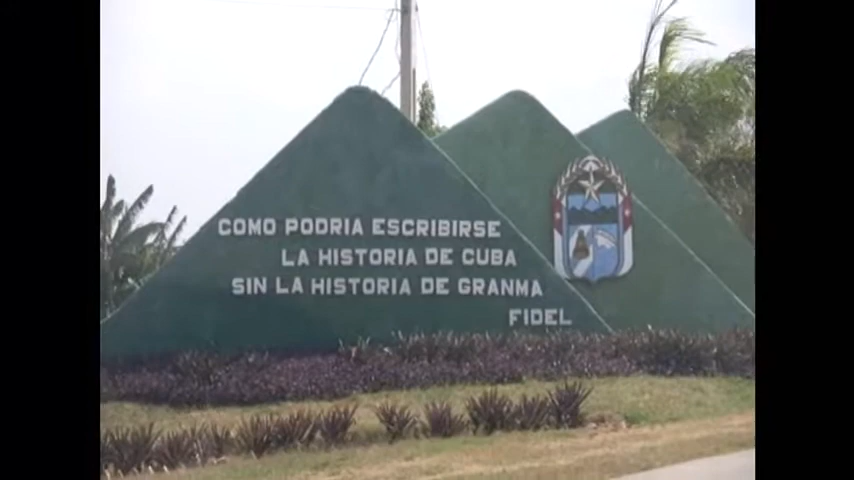 COMO PODRIA ESCRIBIRSE
LA HISTORIA DE CUBA
SIN LA HISTORIA DE GRANMA
FIDEL